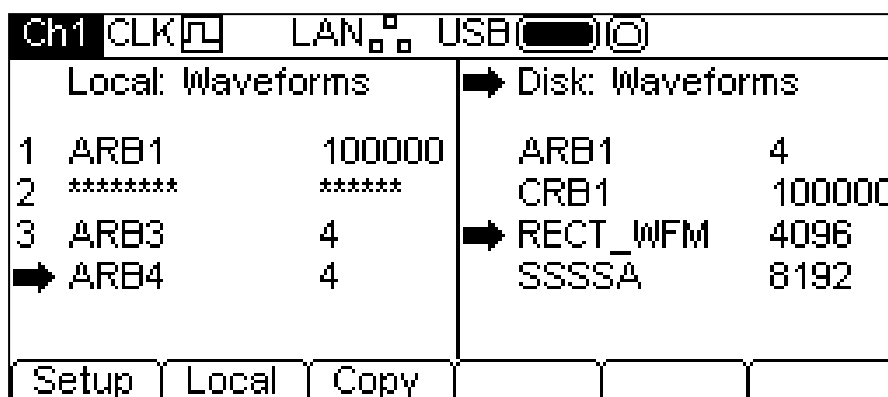 Ch1 CLK LAN USB
Local: Waveforms Disk: Waveforms
1 ARB1 100000 ARB1 4
2 ******** ****** CRB1 100000
3 ARB3 4 RECT_WFM 4096
ARB4 4 SSSSA 8192
Setup Local Copy